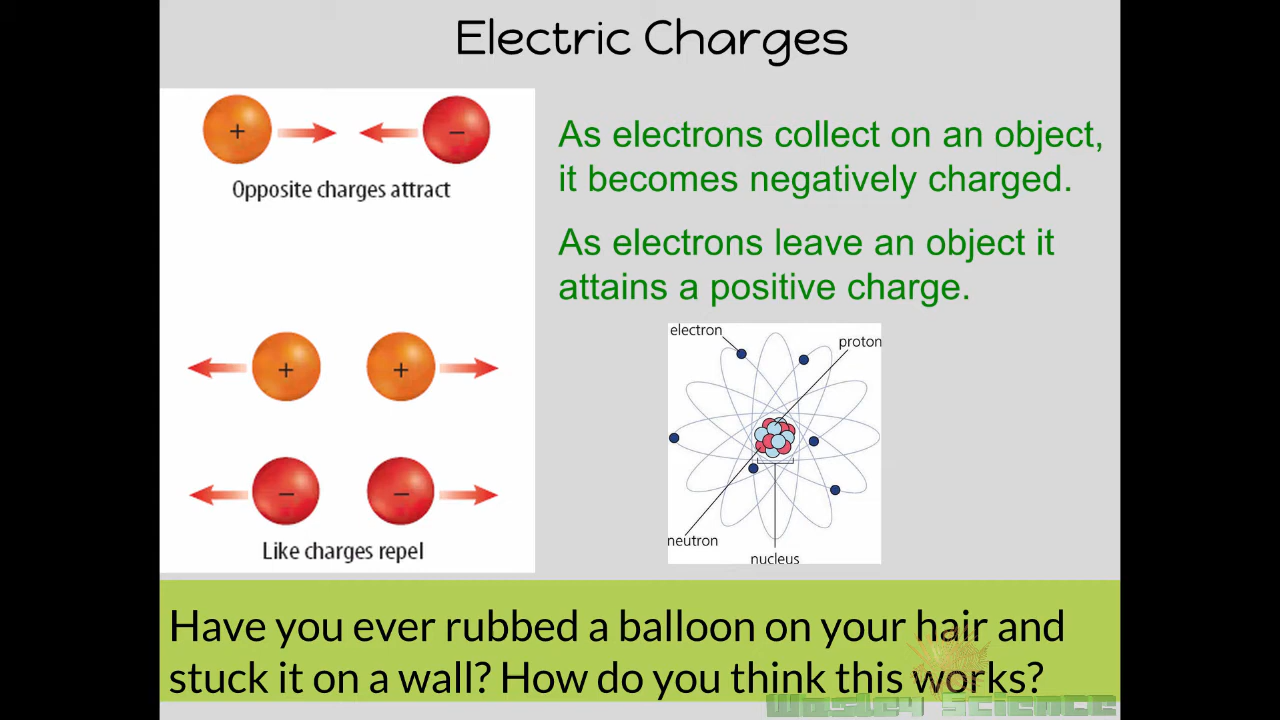 Electric Charges
+ −
Opposite charges attract
+ +
− −
Like charges repel
As electrons collect on an object,
it becomes negatively charged.
As electrons leave an object it
attains a positive charge.
electron
proton
neutron
nucleus
Have you ever rubbed a balloon on your hair and
stuck it on a wall? How do you think this works?
Wasley Science